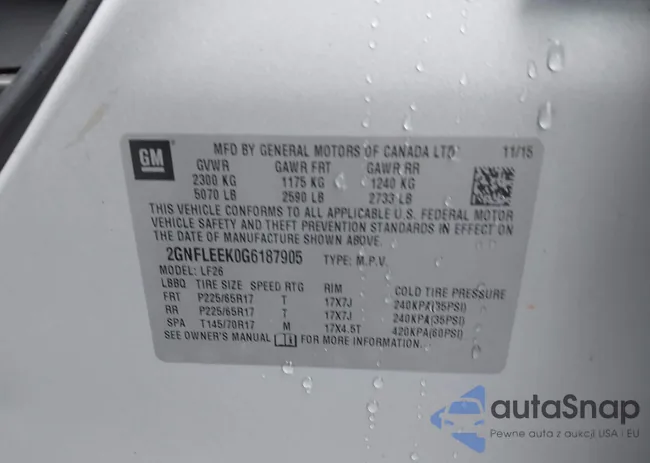 GM
MFD BY GENERAL MOTORS OF CANADA LTD 11/15
GVWR GAWR FRT GAWR RR
2300 KG 1175 KG 1240 KG
5070 LB 2590 LB 2733 LB
THIS VEHICLE CONFORMS TO ALL APPLICABLE U.S. FEDERAL MOTOR
VEHICLE SAFETY AND THEFT PREVENTION STANDARDS IN EFFECT ON
THE DATE OF MANUFACTURE SHOWN ABOVE.
2GNFLEEK0G6187905 TYPE: M.P.V.
MODEL: LF26
LBBQ TIRE SIZE SPEED RTG RIM COLD TIRE PRESSURE
FRT P225/65R17 T 17X7J 240KPA(35PSI)
RR P225/65R17 T 17X7J 240KPA(35PSI)
SPA T145/70R17 M 17X4.5T 420KPA(60PSI)
SEE OWNER'S MANUAL FOR MORE INFORMATION.
autaSnap
Pewne auta z aukcji USA i EU